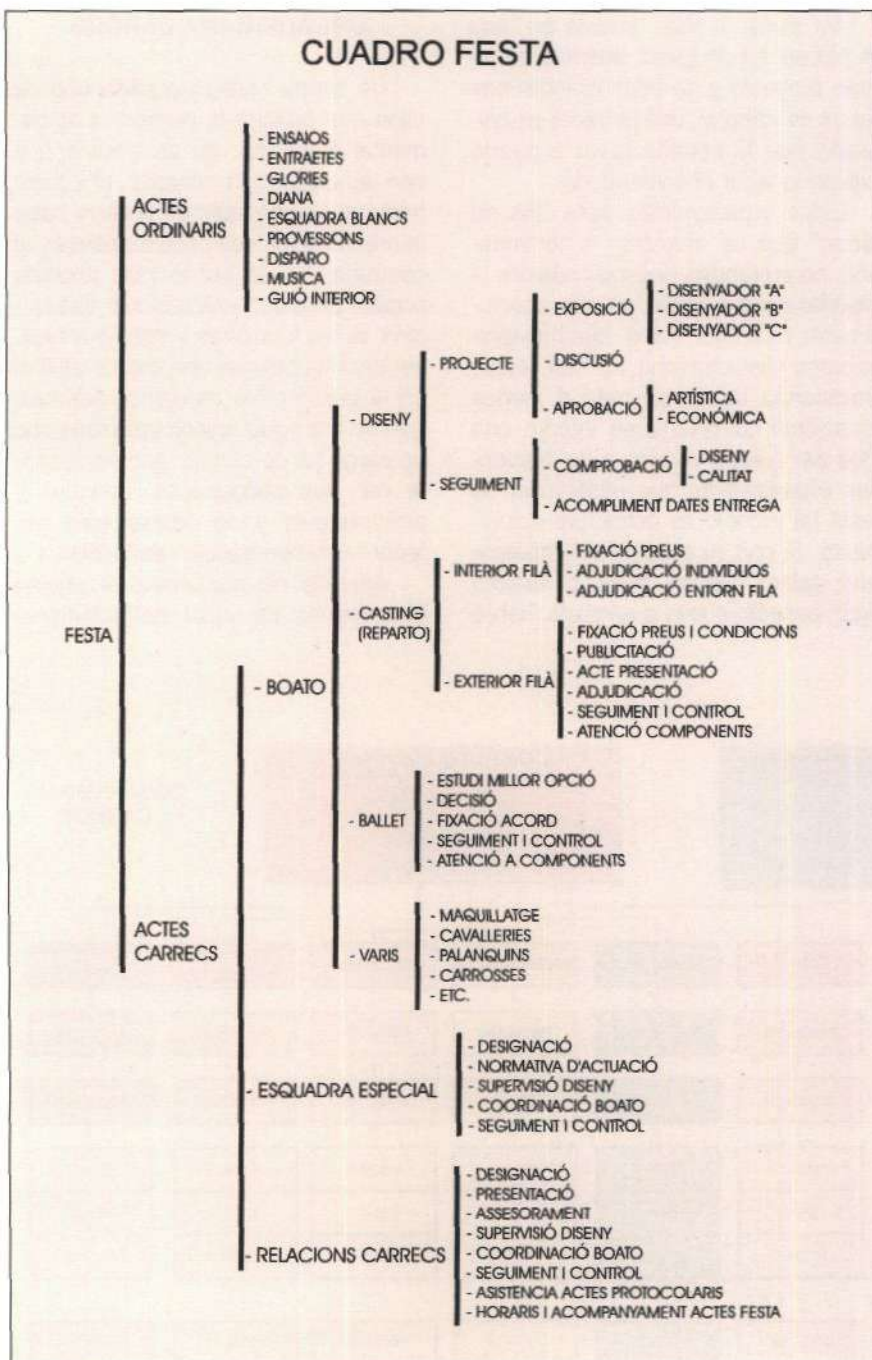 CUADRO FESTA
FESTA
ACTES
ORDINARIS
- ENSAIOS
- ENTRAETES
- GLORIES
- DIANA
- ESQUADRA BLANCS
- PROVESSONS
- DISPARO
- MUSICA
- GUIÓ INTERIOR
ACTES
CARRECS
- BOATO
- DISENY
- PROJECTE
- EXPOSICIÓ
- DISENYADOR "A"
- DISENYADOR "B"
- DISENYADOR "C"
- DISCUSIÓ
- APROBACIÓ
- ARTÍSTICA
- ECONÓMICA
- SEGUIMENT
- COMPROBACIÓ
- DISENY
- CALITAT
- ACOMPLIMENT DATES ENTREGA
- CASTING
(REPARTO)
- INTERIOR FILÀ
- FIXACIÓ PREUS
- ADJUDICACIÓ INDIVIDUOS
- ADJUDICACIÓ ENTORN FILA
- EXTERIOR FILÀ
- FIXACIÓ PREUS I CONDICIONS
- PUBLICITACIÓ
- ACTE PRESENTACIÓ
- ADJUDICACIÓ
- SEGUIMENT I CONTROL
- ATENCIÓ COMPONENTS
- BALLET
- ESTUDI MILLOR OPCIÓ
- DECISIÓ
- FIXACIÓ ACORD
- SEGUIMENT I CONTROL
- ATENCIÓ A COMPONENTS
- VARIS
- MAQUILLATGE
- CAVALLERIES
- PALANQUINS
- CARROSSES
- ETC.
- ESQUADRA ESPECIAL
- DESIGNACIÓ
- NORMATIVA D'ACTUACIÓ
- SUPERVISIÓ DISENY
- COORDINACIÓ BOATO
- SEGUIMENT I CONTROL
- RELACIONS CARRECS
- DESIGNACIÓ
- PRESENTACIÓ
- ASSESORAMENT
- SUPERVISIÓ DISENY
- COORDINACIÓ BOATO
- SEGUIMENT I CONTROL
- ASISTENCIA ACTES PROTOCOLARIS
- HORARIS I ACOMPANYAMENT ACTES FESTA